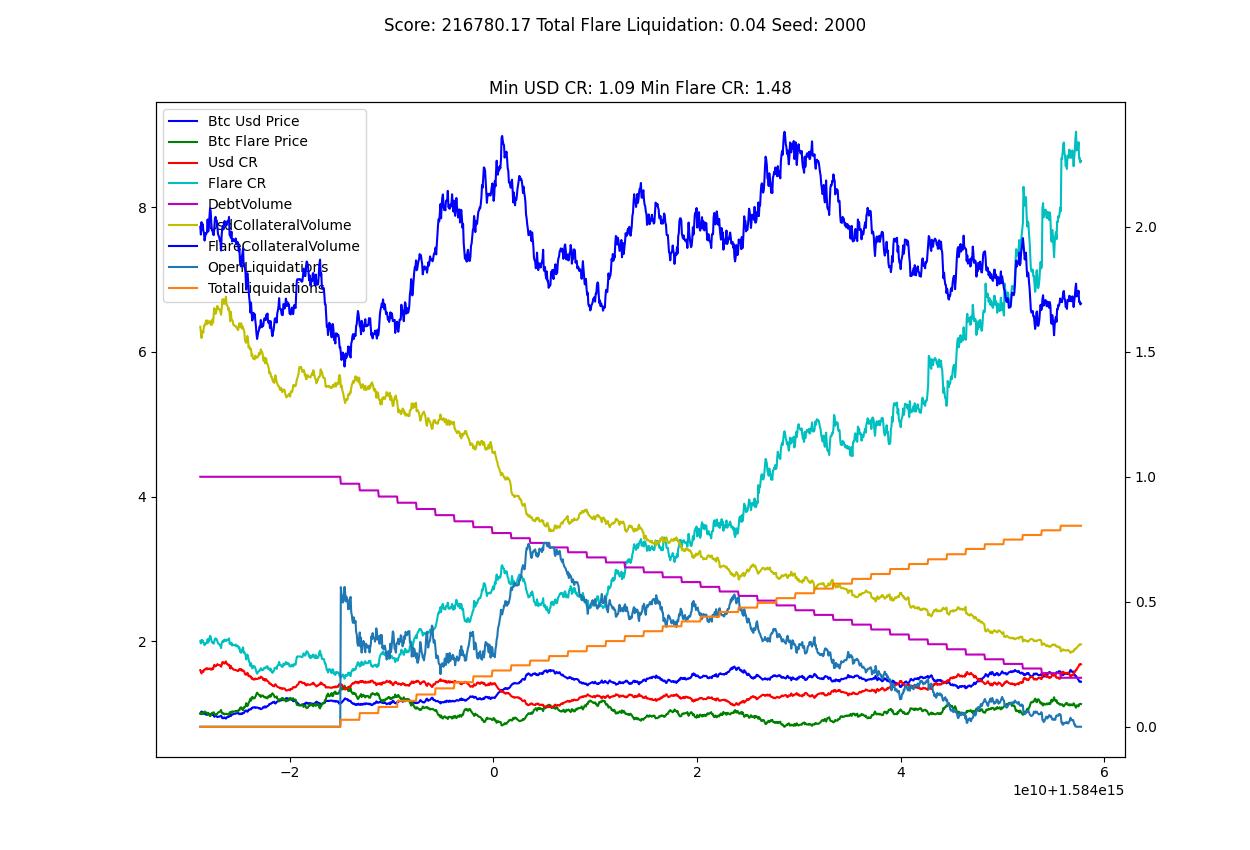 Score: 216780.17 Total Flare Liquidation: 0.04 Seed: 2000
Min USD CR: 1.09 Min Flare CR: 1.48
Btc Usd Price
Btc Flare Price
Usd CR
Flare CR
DebtVolume
UsdCollateralVolume
FlareCollateralVolume
OpenLiquidations
TotalLiquidations
8
6
4
2
2.0
1.5
1.0
0.5
0.0
−2
0
2
4
6
1e10+1.584e15